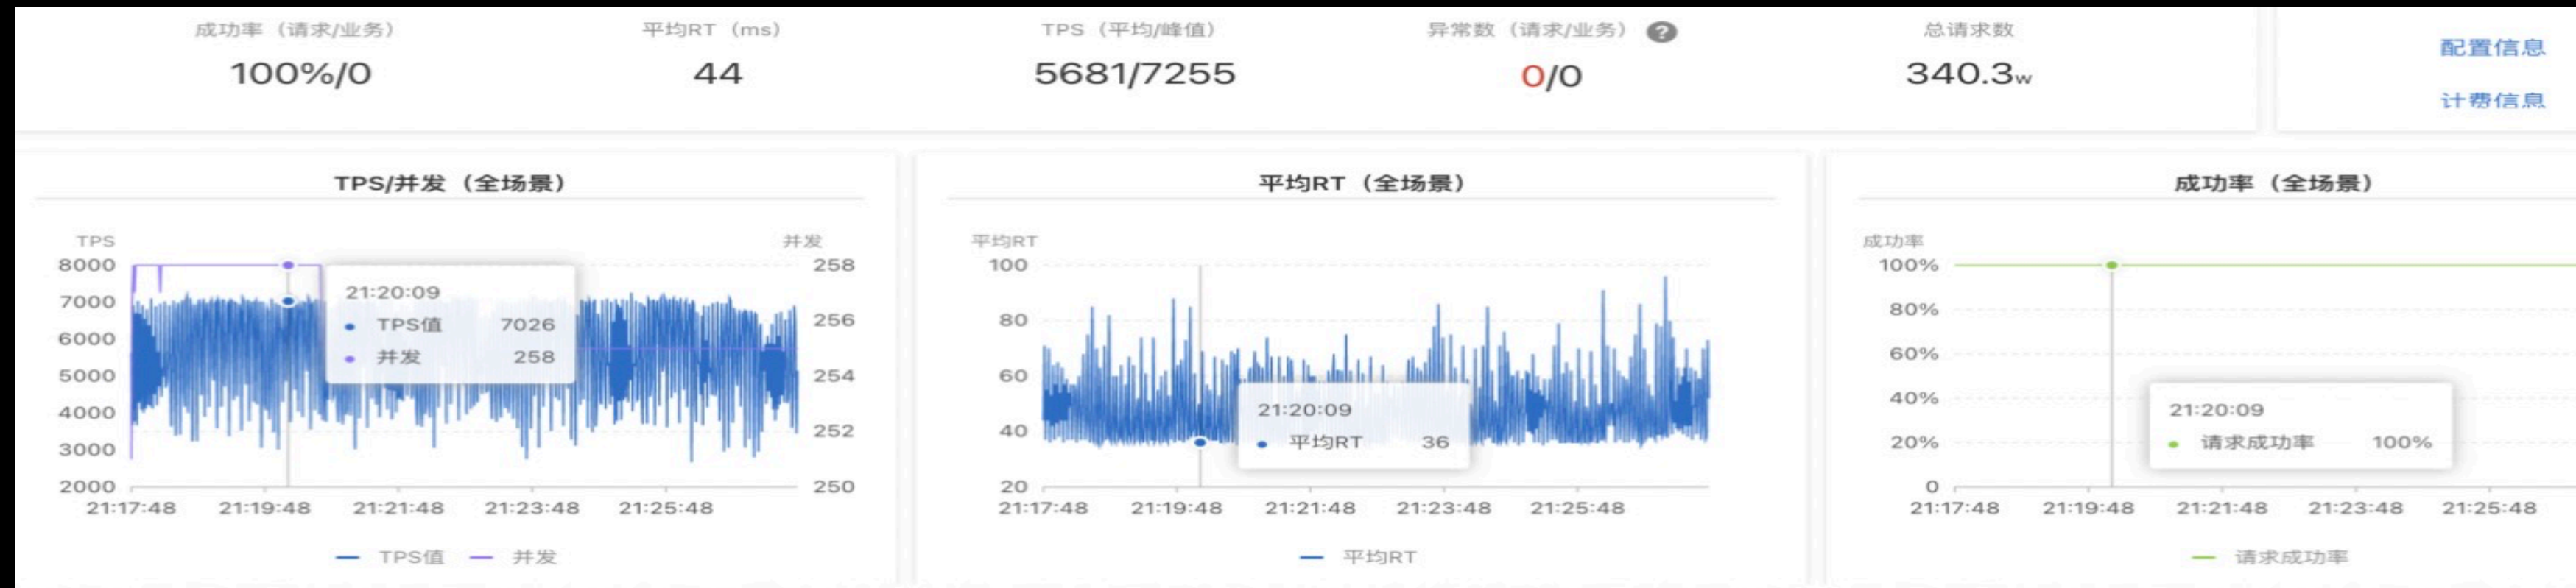 成功率（请求/业务） 平均RT（ms） TPS（平均/峰值） 异常数（请求/业务） ? 总请求数
100%/0 44 5681/7255 0/0 340.3w
配置信息
计费信息
TPS/并发（全场景）
TPS 并发
8000 258
7000 256
6000 254
5000 252
4000 250
3000
2000
21:20:09
TPS值 7026
并发 258
21:17:48 21:19:48 21:21:48 21:23:48 21:25:48
TPS值 并发
平均RT（全场景）
平均RT
100
80
60
40
20
21:20:09
平均RT 36
21:17:48 21:19:48 21:21:48 21:23:48 21:25:48
平均RT
成功率（全场景）
成功率
100%
80%
60%
40%
20%
0
21:20:09
请求成功率 100%
21:17:48 21:19:48 21:21:48 21:23:48 21:25:48
请求成功率